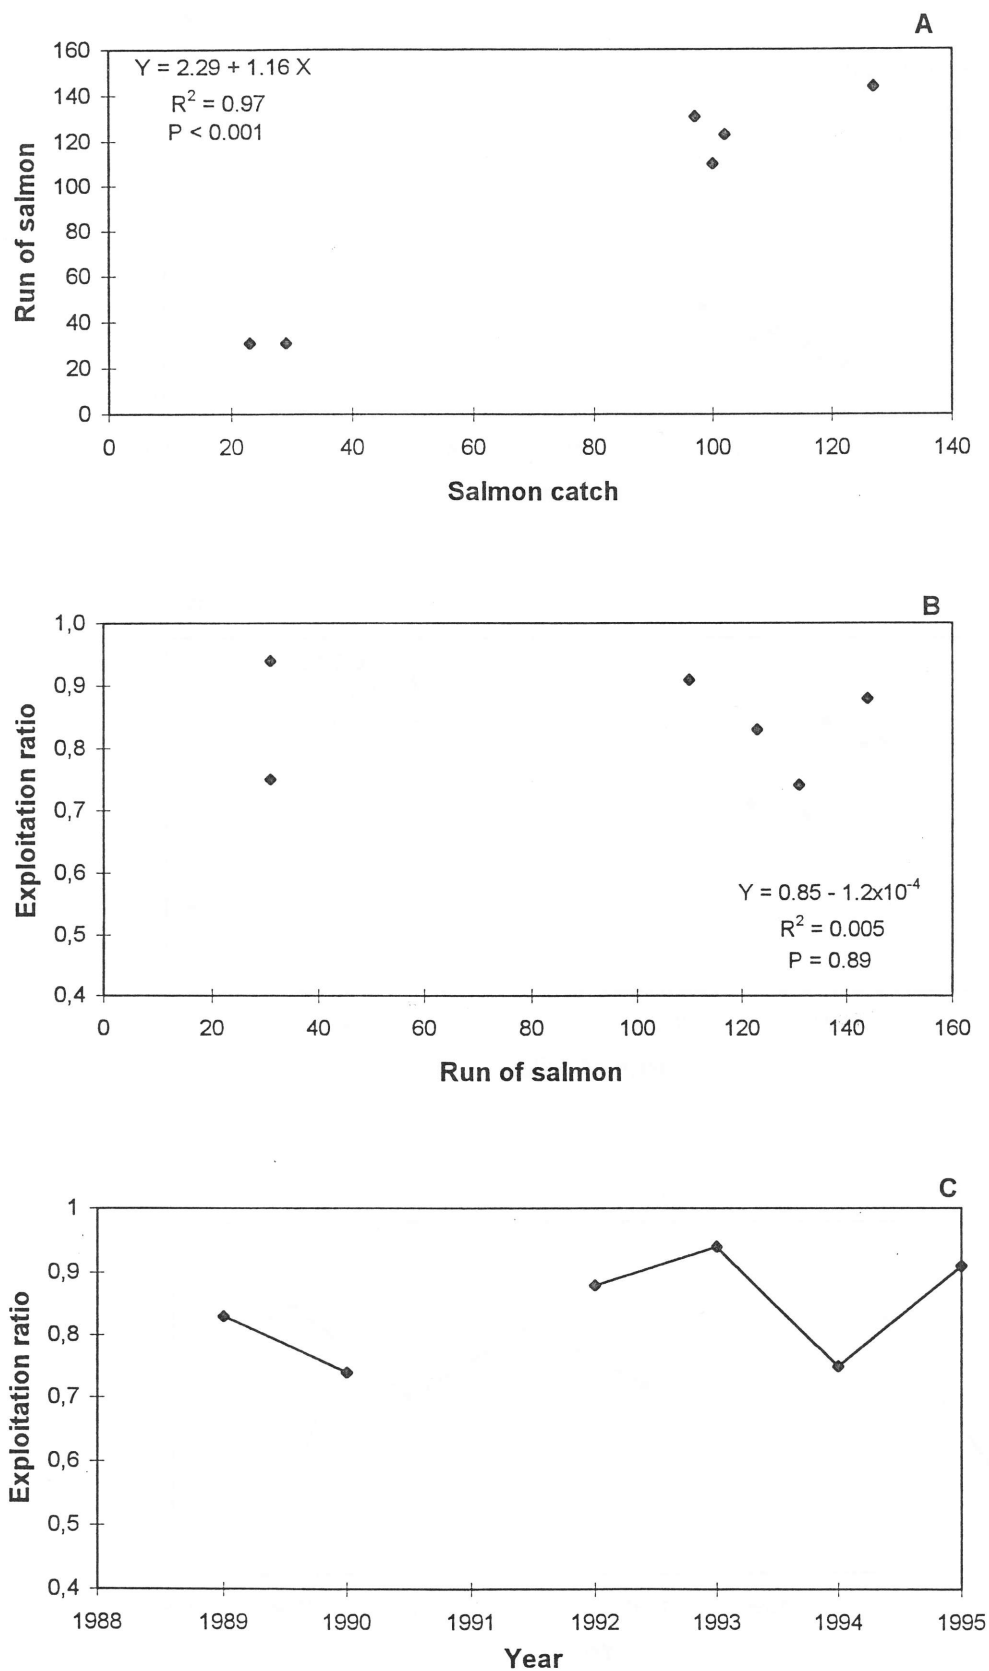 A
160
140
120
100
80
60
40
20
0
Run of salmon
Y = 2.29 + 1.16 X
R² = 0.97
P < 0.001
0 20 40 60 80 100 120 140
Salmon catch
B
1,0
0,9
0,8
0,7
0,6
0,5
0,4
Exploitation ratio
Y = 0.85 - 1.2x10⁻⁴
R² = 0.005
P = 0.89
0 20 40 60 80 100 120 140 160
Run of salmon
C
1
0,9
0,8
0,7
0,6
0,5
0,4
Exploitation ratio
1988 1989 1990 1991 1992 1993 1994 1995
Year